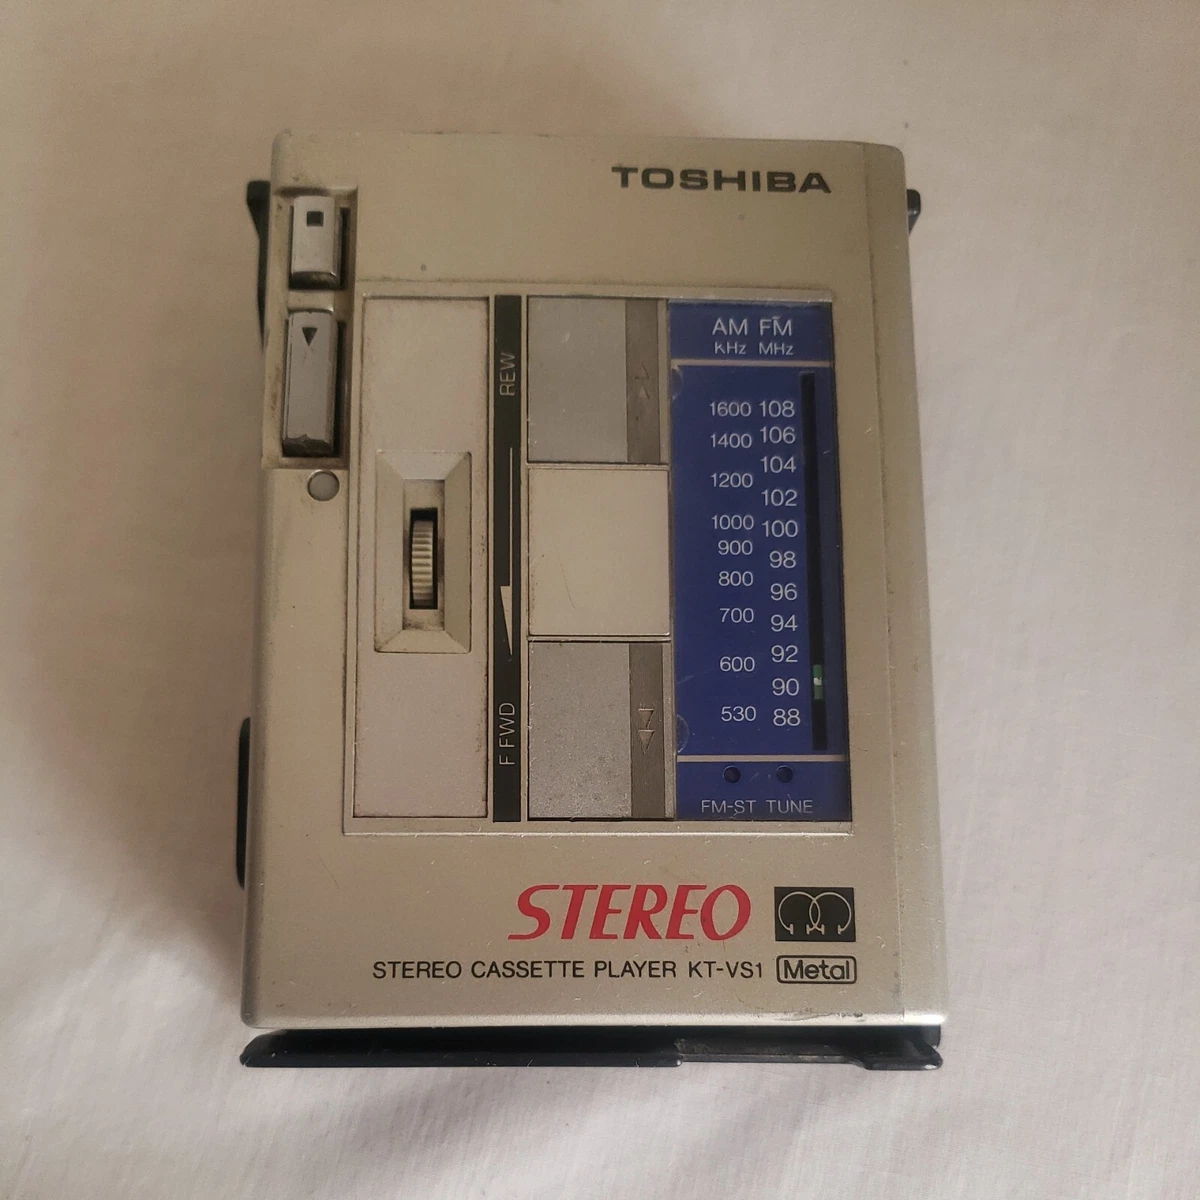 TOSHIBA
AM FM
KHz MHz
1600 108
1400 106
104
1200
102
1000 100
900
98
800
96
700
94
92
600
90
530 88
FM-ST TUNE
REW
F FWD
STEREO
STEREO CASSETTE PLAYER KT-VS1 Metal